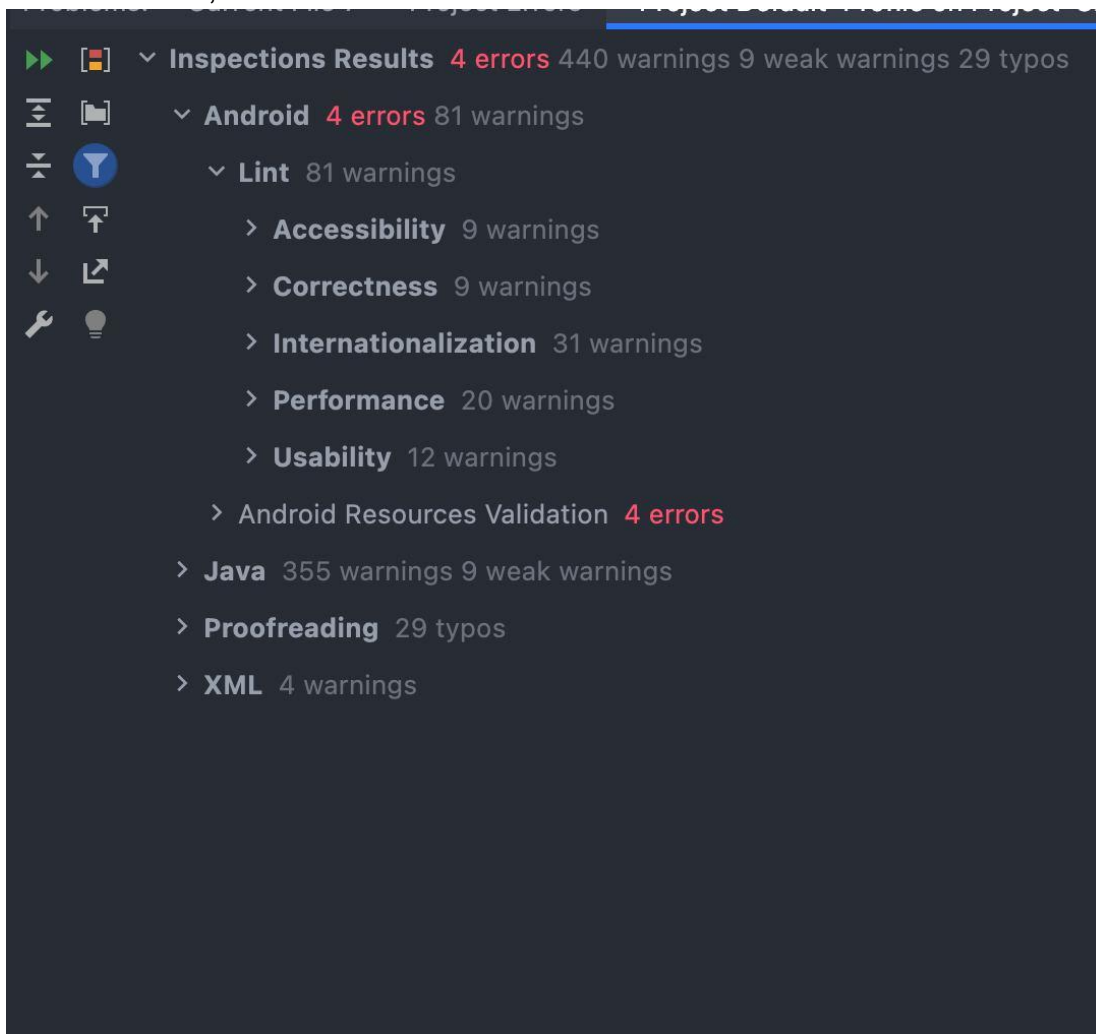 Inspections Results 4 errors 440 warnings 9 weak warnings 29 typos
Android 4 errors 81 warnings
Lint 81 warnings
Accessibility 9 warnings
Correctness 9 warnings
Internationalization 31 warnings
Performance 20 warnings
Usability 12 warnings
Android Resources Validation 4 errors
Java 355 warnings 9 weak warnings
Proofreading 29 typos
XML 4 warnings